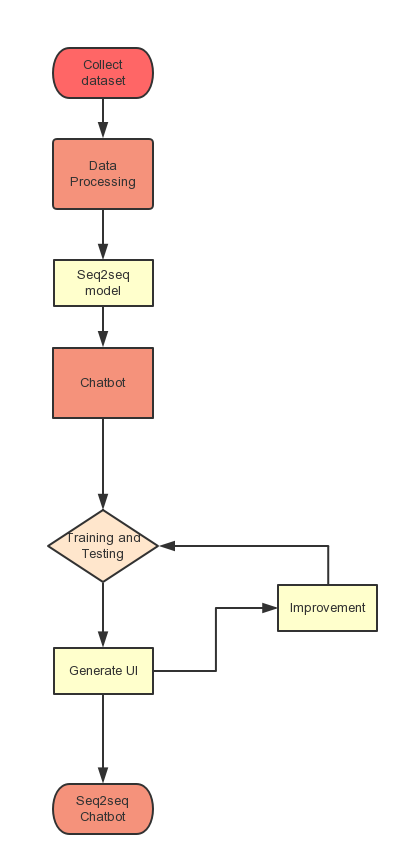 Collect
dataset
Data
Processing
Seq2seq
model
Chatbot
Training and
Testing
Improvement
Generate UI
Seq2seq
Chatbot